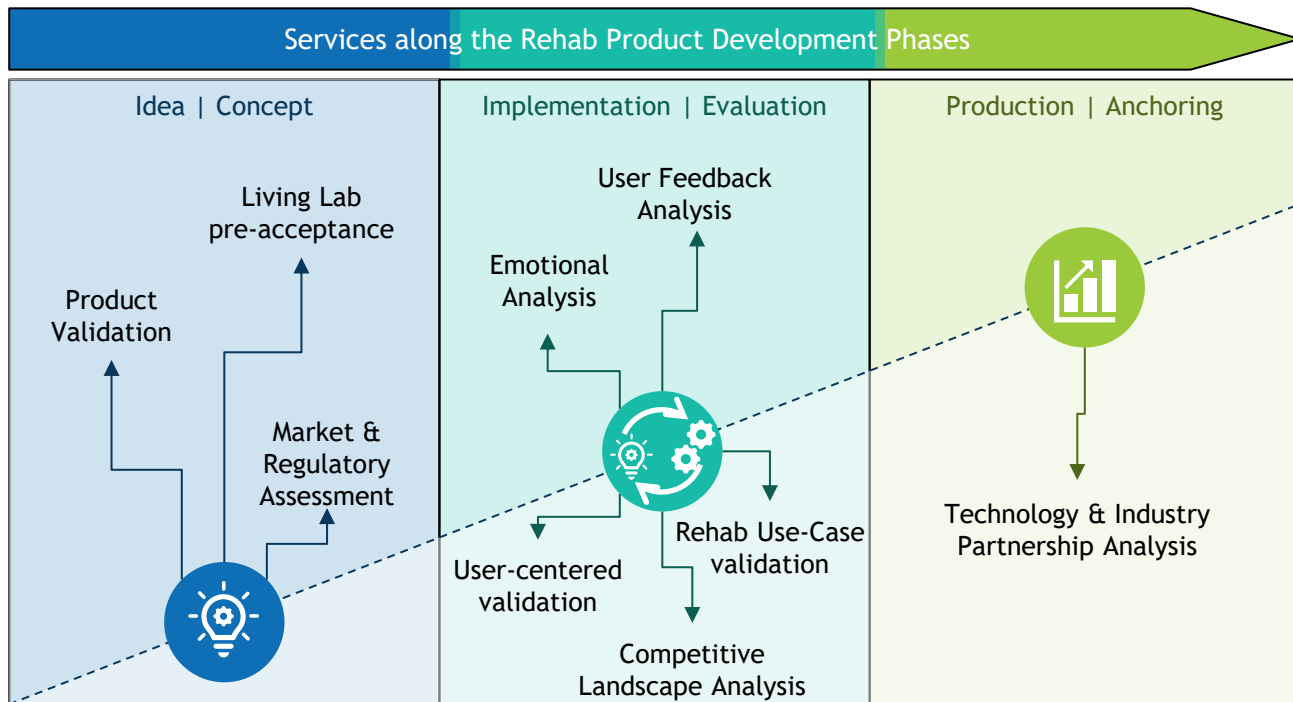 Services along the Rehab Product Development Phases
Idea | Concept
Implementation | Evaluation
Production | Anchoring
Living Lab
pre-acceptance
Product
Validation
Market &
Regulatory
Assessment
User Feedback
Analysis
Emotional
Analysis
User-centered
validation
Rehab Use-Case
validation
Competitive
Landscape Analysis
Technology & Industry
Partnership Analysis